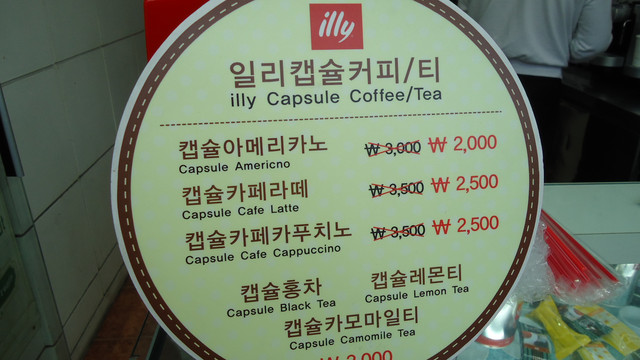 illy
일리캡슐커피/티
illy Capsule Coffee/Tea
캡슐아메리카노 ₩ 3,000 ₩ 2,000
Capsule Americno
캡슐카페라떼 ₩ 3,500 ₩ 2,500
Capsule Cafe Latte
캡슐카페카푸치노 ₩ 3,500 ₩ 2,500
Capsule Cafe Cappuccino
캡슐홍차 캡슐레몬티
Capsule Black Tea Capsule Lemon Tea
캡슐카모마일티
Capsule Camomile Tea
₩ 3,000